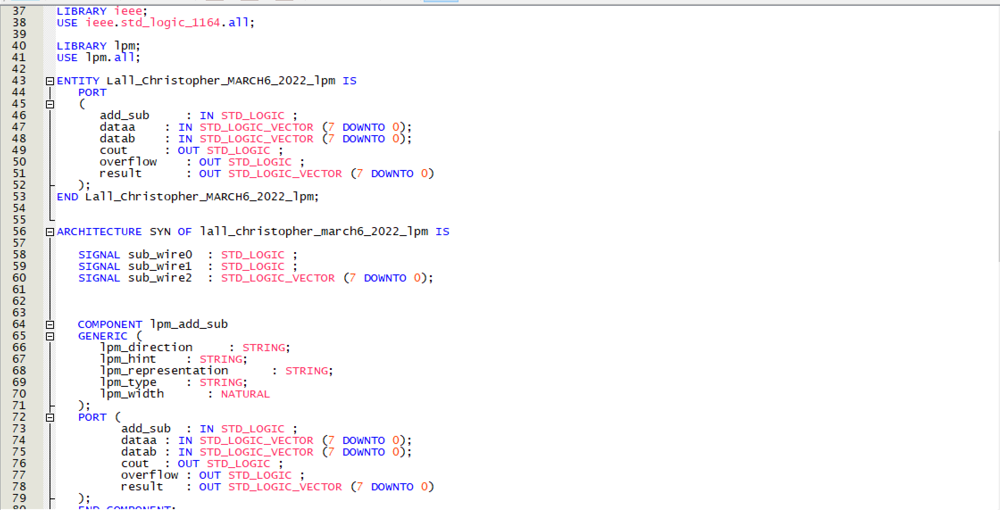 37 LIBRARY ieee;
38 USE ieee.std_logic_1164.all;
39
40 LIBRARY lpm;
41 USE lpm.all;
42
43 ENTITY Lall_Christopher_MARCH6_2022_lpm IS
44 PORT
45 (
46 add_sub : IN STD_LOGIC ;
47 dataa : IN STD_LOGIC_VECTOR (7 DOWNTO 0);
48 datab : IN STD_LOGIC_VECTOR (7 DOWNTO 0);
49 cout : OUT STD_LOGIC ;
50 overflow : OUT STD_LOGIC ;
51 result : OUT STD_LOGIC_VECTOR (7 DOWNTO 0)
52 );
53 END Lall_Christopher_MARCH6_2022_lpm;
54
55
56 ARCHITECTURE SYN OF lall_christopher_march6_2022_lpm IS
57
58 SIGNAL sub_wire0 : STD_LOGIC ;
59 SIGNAL sub_wire1 : STD_LOGIC ;
60 SIGNAL sub_wire2 : STD_LOGIC_VECTOR (7 DOWNTO 0);
61
62
63
64 COMPONENT lpm_add_sub
65 GENERIC (
66 lpm_direction : STRING;
67 lpm_hint : STRING;
68 lpm_representation : STRING;
69 lpm_type : STRING;
70 lpm_width : NATURAL
71 );
72 PORT (
73 add_sub : IN STD_LOGIC ;
74 dataa : IN STD_LOGIC_VECTOR (7 DOWNTO 0);
75 datab : IN STD_LOGIC_VECTOR (7 DOWNTO 0);
76 cout : OUT STD_LOGIC ;
77 overflow : OUT STD_LOGIC ;
78 result : OUT STD_LOGIC_VECTOR (7 DOWNTO 0)
79 );
80 END COMPONENT;